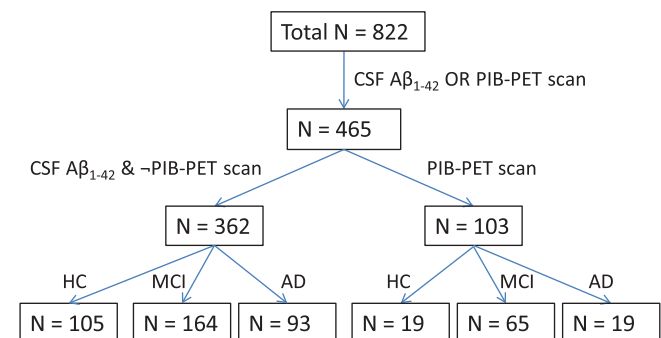 Total N = 822
CSF Aβ₁₋₄₂ OR PIB-PET scan
N = 465
CSF Aβ₁₋₄₂ & ¬PIB-PET scan PIB-PET scan
N = 362 N = 103
HC MCI AD HC MCI AD
N = 105 N = 164 N = 93 N = 19 N = 65 N = 19